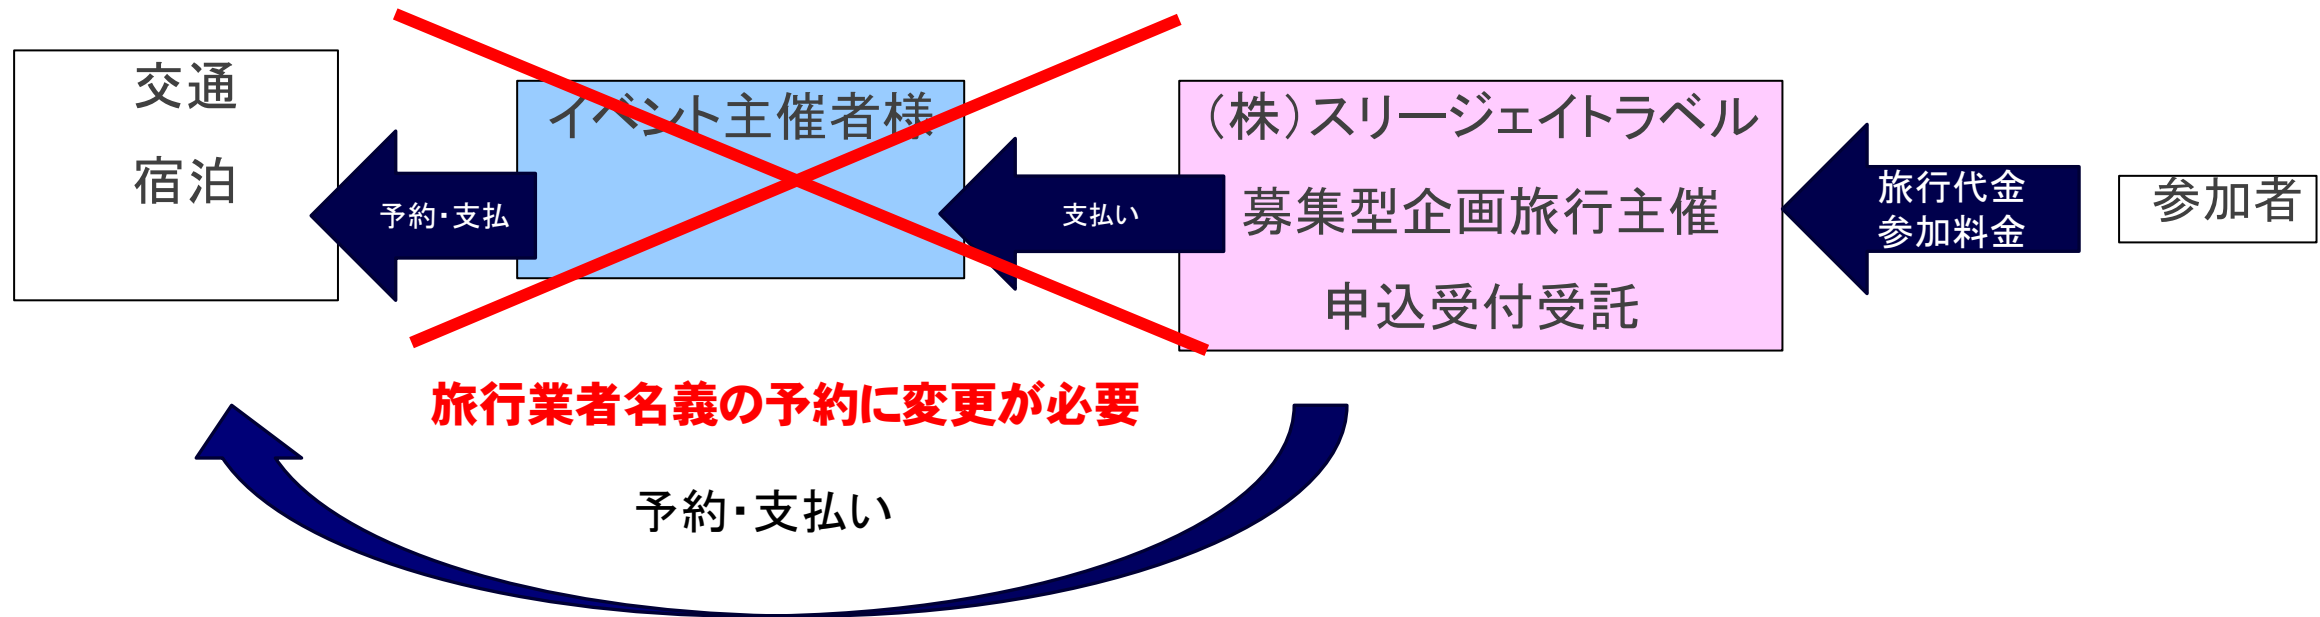 交通
宿泊
予約・支払
イベント主催者様
支払い
（株）スリージェイトラベル
募集型企画旅行主催
申込受付受託
旅行代金
参加料金
参加者
旅行業者名義の予約に変更が必要
予約・支払い